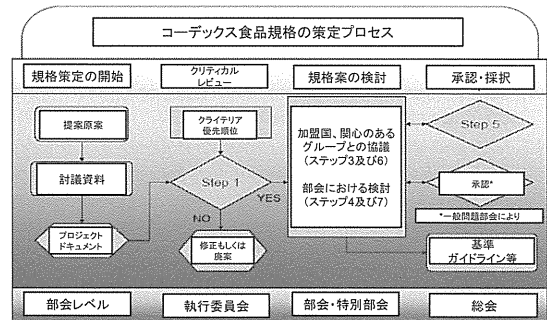 コーデックス食品規格の策定プロセス
規格策定の開始
クリティカル
レビュー
規格案の検討
承認・採択
提案原案
討議資料
プロジェクト
ドキュメント
クライテリア
優先順位
Step 1
YES
NO
修正もしくは
廃案
加盟国、関心のある
グループとの協議
(ステップ3及び6)
部会における検討
(ステップ4及び7)
Step 5
承認*
*一般問題部会により
基準
ガイドライン等
部会レベル
執行委員会
部会・特別部会
総会